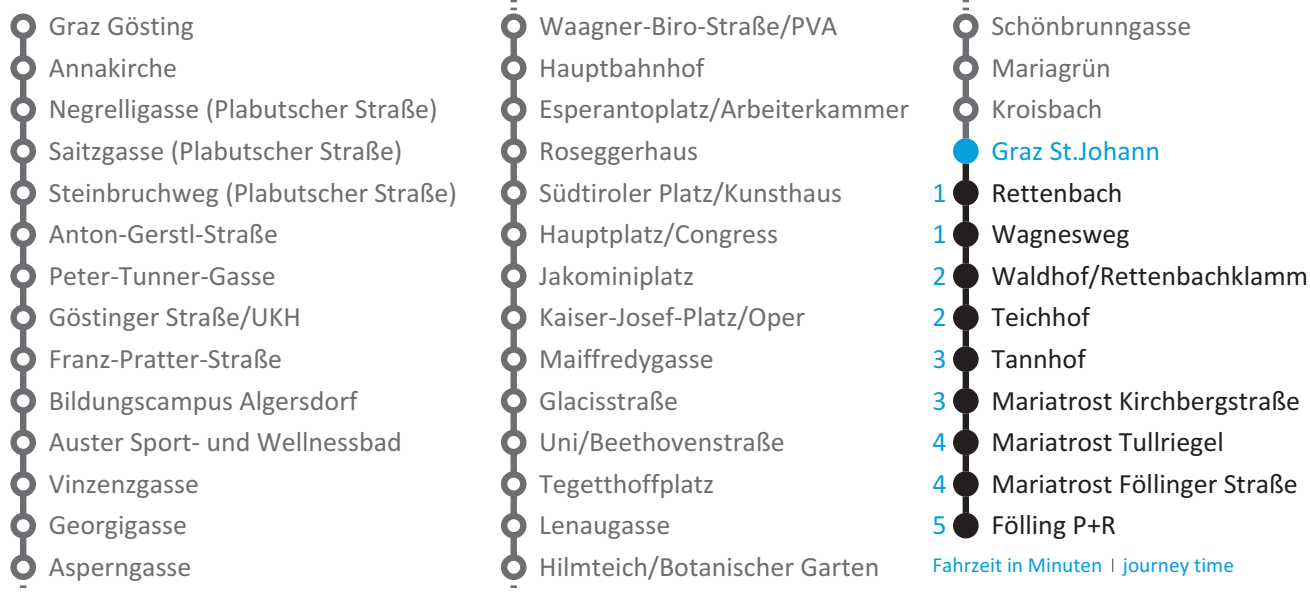 Graz Gösting
Annakirche
Negrelligasse (Plabutscher Straße)
Saitzgasse (Plabutscher Straße)
Steinbruchweg (Plabutscher Straße)
Anton-Gerstl-Straße
Peter-Tunner-Gasse
Göstinger Straße/UKH
Franz-Pratter-Straße
Bildungscampus Algersdorf
Auster Sport- und Wellnessbad
Vinzenzgasse
Georgigasse
Asperngasse
Waagner-Biro-Straße/PVA
Hauptbahnhof
Esperantoplatz/Arbeiterkammer
Roseggerhaus
Südtiroler Platz/Kunsthaus
Hauptplatz/Congress
Jakominiplatz
Kaiser-Josef-Platz/Oper
Maiffredygasse
Glacisstraße
Uni/Beethovenstraße
Tegetthoffplatz
Lenaugasse
Hilmteich/Botanischer Garten
Schönbrunngasse
Mariagrün
Kroisbach
Graz St.Johann
1 Rettenbach
1 Wagnesweg
2 Waldhof/Rettenbachklamm
2 Teichhof
3 Tannhof
3 Mariatrost Kirchbergstraße
4 Mariatrost Tullriegel
4 Mariatrost Föllinger Straße
5 Fölling P+R
Fahrzeit in Minuten | journey time